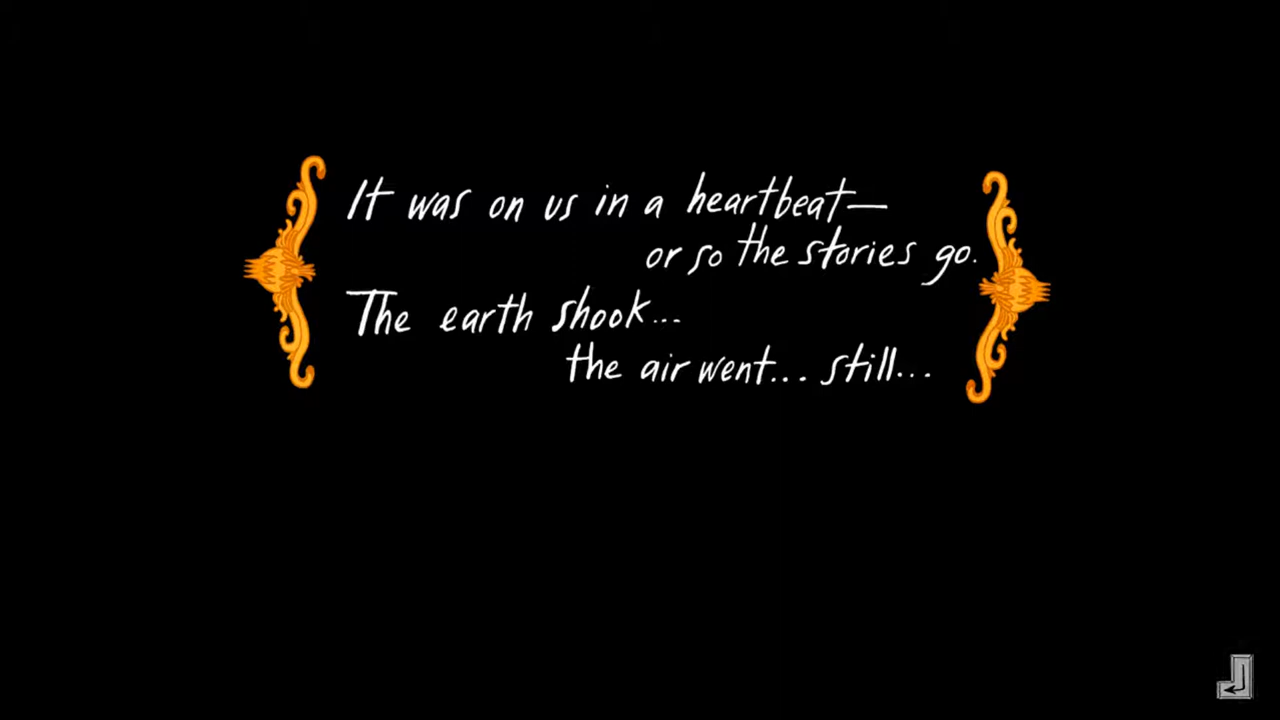 It was on us in a heartbeat—
or so the stories go.
The earth shook...
the air went... still...